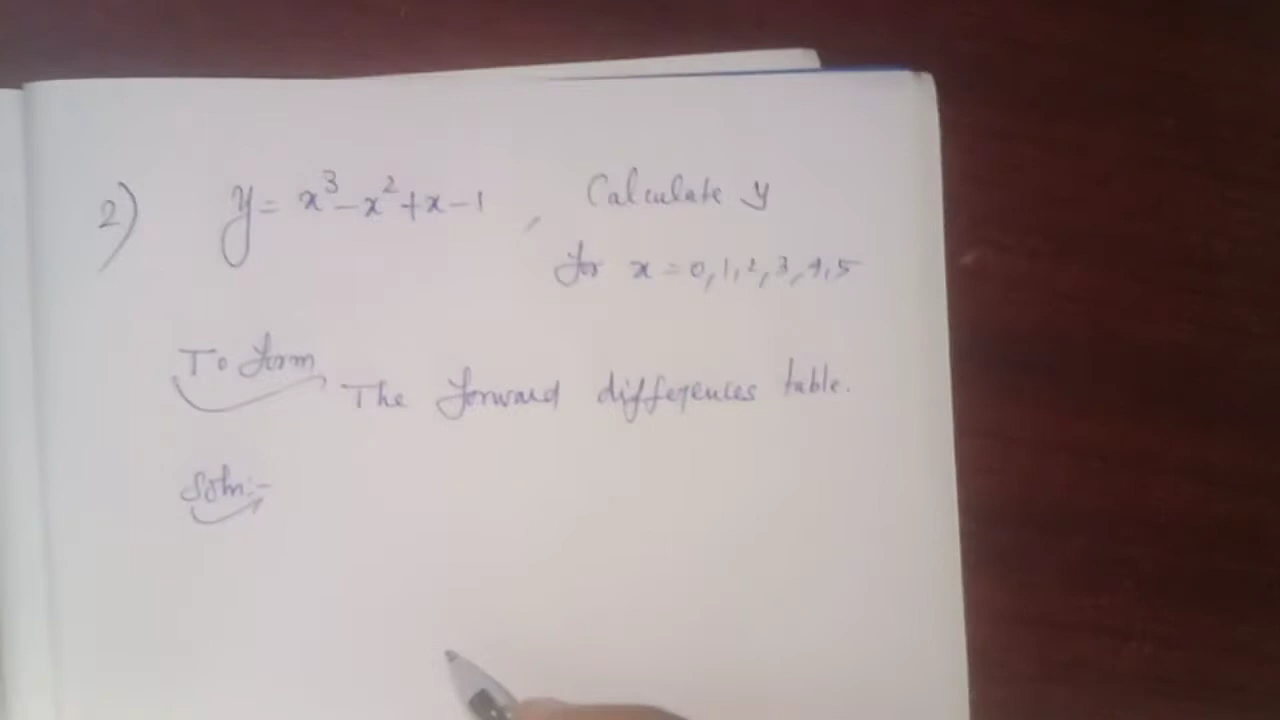 2) y = x³-x²+x-1, Calculate y
for x = 0,1,2,3,4,5
To form
The forward differences table.
Soln:-